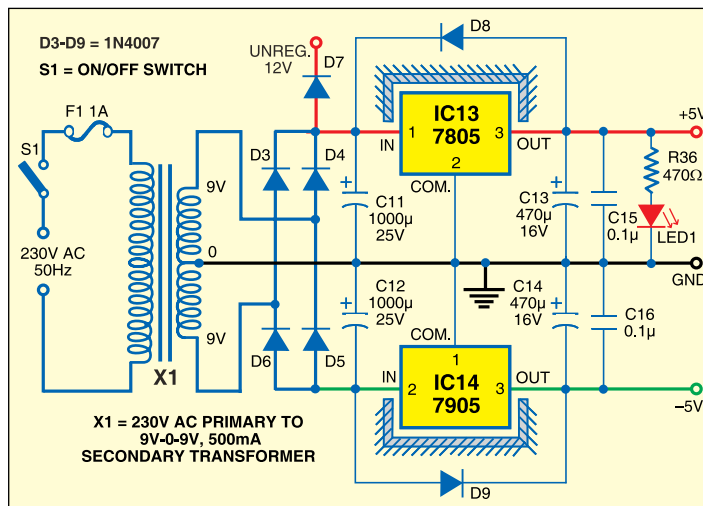 D3-D9 = 1N4007
S1 = ON/OFF SWITCH
F1 1A
S1
230V AC
50Hz
X1
9V
0
9V
UNREG.
12V
D7
D3
D4
D6
D5
D8
IC13
7805
1
3
2
IN
OUT
COM.
C11
1000µ
25V
C13
470µ
16V
C15
0.1µ
R36
470Ω
LED1
+5V
GND
C12
1000µ
25V
C14
470µ
16V
C16
0.1µ
COM.
1
IC14
7905
2
3
IN
OUT
–5V
D9
X1 = 230V AC PRIMARY TO
9V-0-9V, 500mA
SECONDARY TRANSFORMER
+
+
+
+